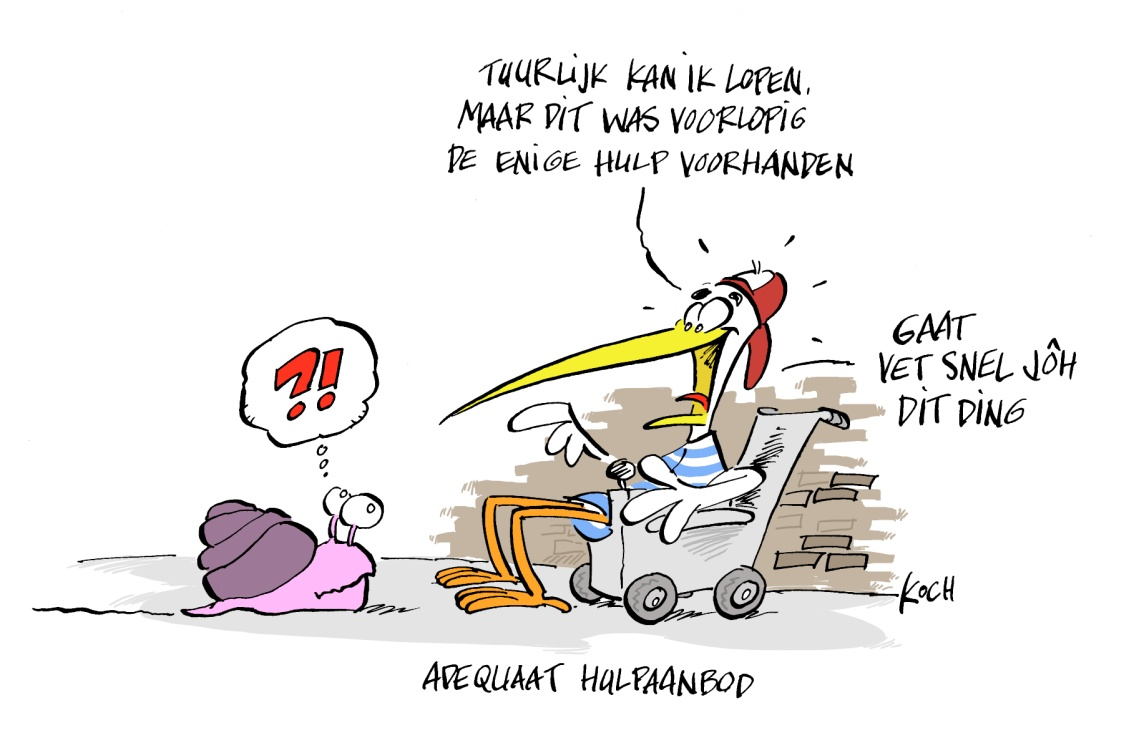 TUURLIJK KAN IK LOPEN.
MAAR DIT WAS VOORLOPIG
DE ENIGE HULP VOORHANDEN
?!
GAAT
VET SNEL JÔH
DIT DING
KOCH
ADEQUAAT HULPAANBOD